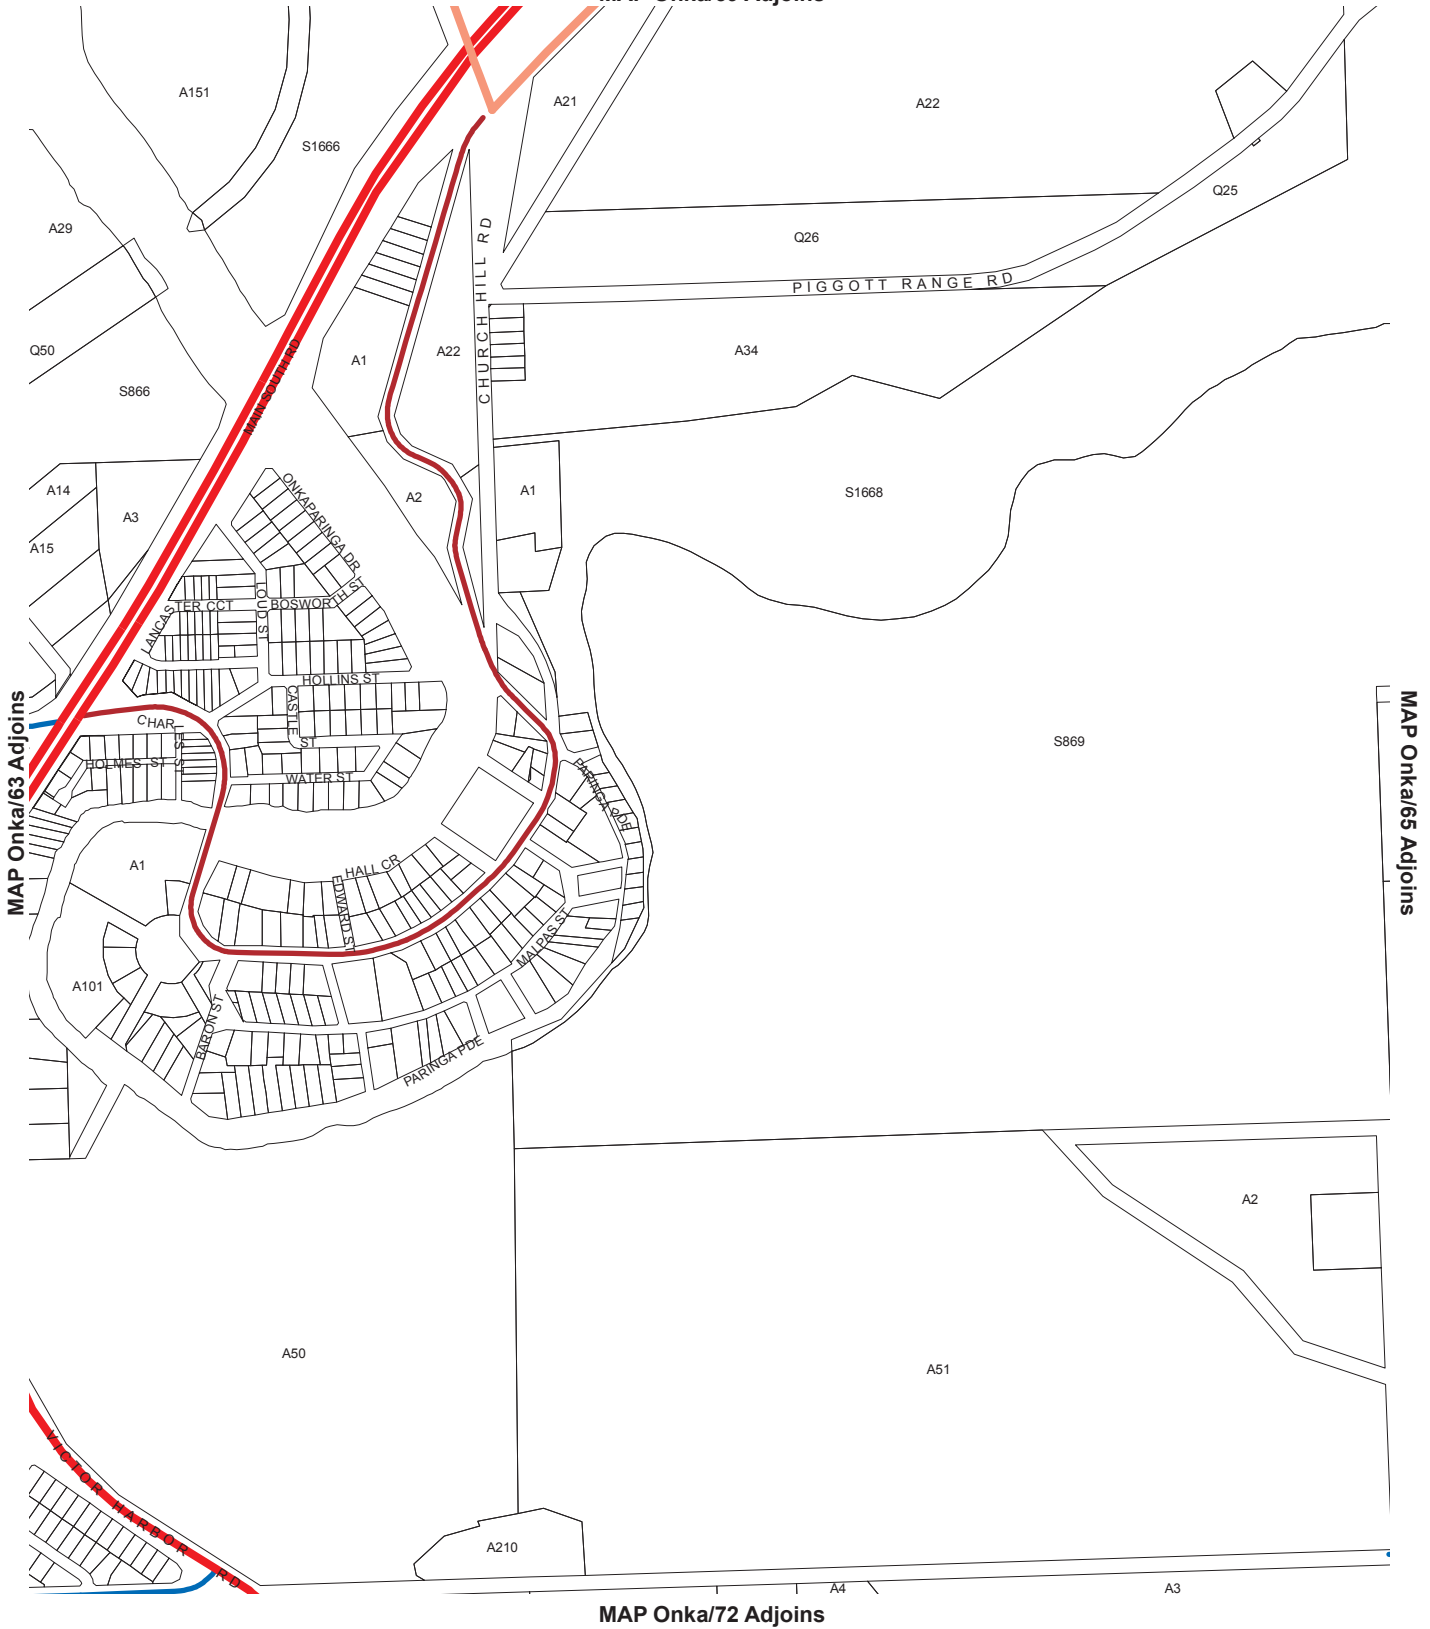 A151
A21
A22
S1666
Q25
A29
Q26
CHURCH HILL RD
PIGGOTT RANGE RD
Q50
A1
A22
A34
S866
MAIN SOUTH RD
A14
A3
A2
A1
S1668
ONKAPARINGA DR
A15
LANCASTER CCT
LOUD ST
BOSWORTH ST
HOLLINS ST
CASTLE ST
CHARLES ST
HOLMES ST
WATER ST
S869
PARINGA PDE
MAP Onka/63 Adjoins
MAP Onka/65 Adjoins
A1
HALL CR
EDWARD ST
MALPAS ST
A101
BARON ST
PARINGA PDE
A2
A50
A51
VICTOR HARBOR RD
A210
A4
A3
MAP Onka/72 Adjoins